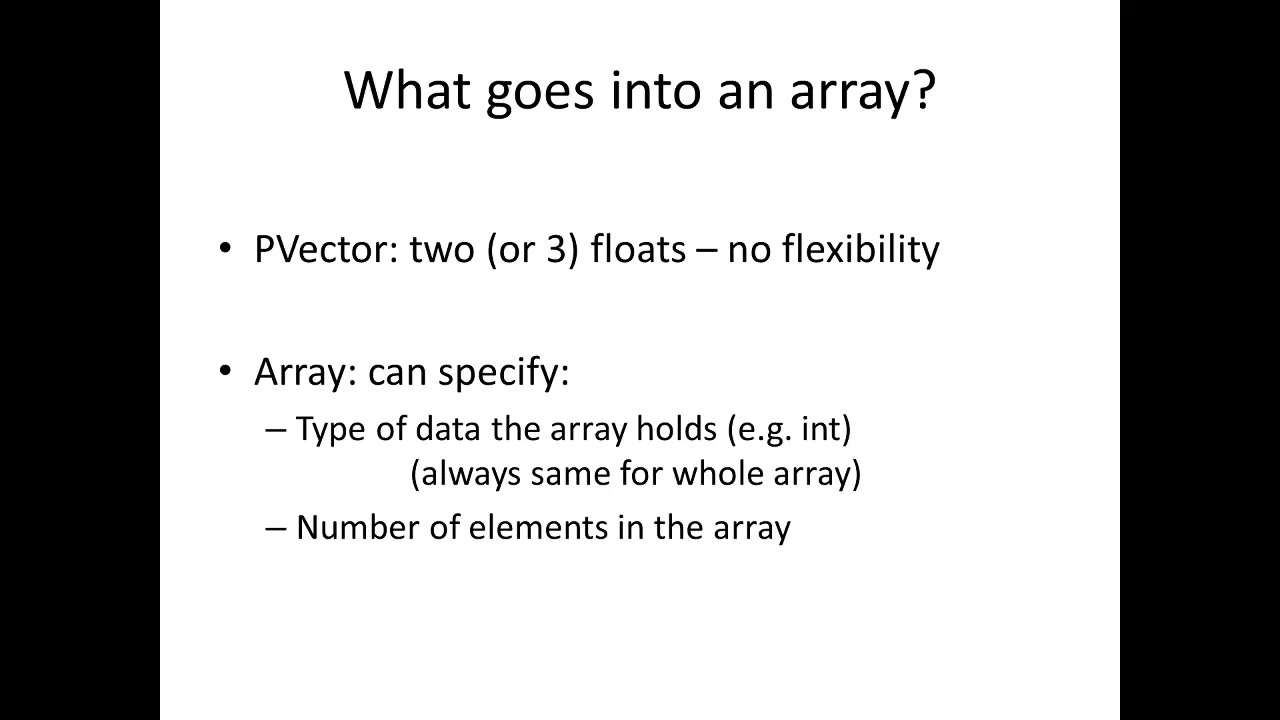 What goes into an array?
• PVector: two (or 3) floats – no flexibility
• Array: can specify:
– Type of data the array holds (e.g. int)
(always same for whole array)
– Number of elements in the array